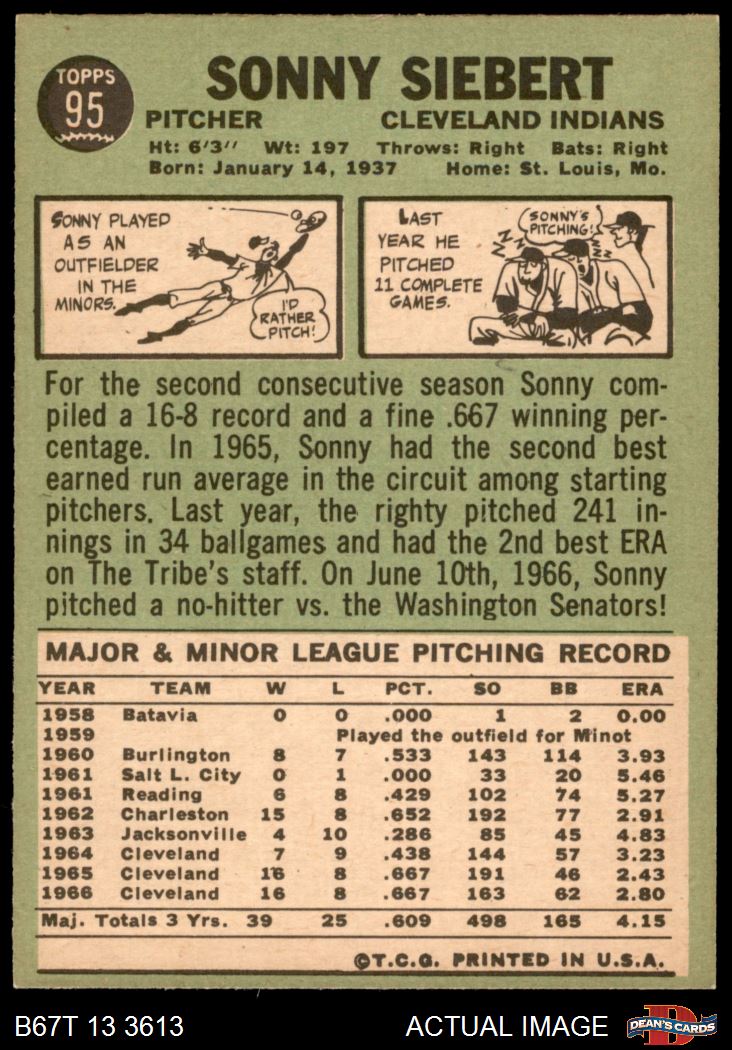 TOPPS
95
SONNY SIEBERT
PITCHER CLEVELAND INDIANS
Ht: 6'3" Wt: 197 Throws: Right Bats: Right
Born: January 14, 1937 Home: St. Louis, Mo.
SONNY PLAYED
AS AN
OUTFIELDER
IN THE
MINORS.
I'D
RATHER
PITCH!
LAST
YEAR HE
PITCHED
11 COMPLETE
GAMES.
SONNY'S
PITCHING!
ZZZZ
ZZZ
For the second consecutive season Sonny com-
piled a 16-8 record and a fine .667 winning per-
centage. In 1965, Sonny had the second best
earned run average in the circuit among starting
pitchers. Last year, the righty pitched 241 in-
nings in 34 ballgames and had the 2nd best ERA
on The Tribe's staff. On June 10th, 1966, Sonny
pitched a no-hitter vs. the Washington Senators!
MAJOR & MINOR LEAGUE PITCHING RECORD
YEAR TEAM W L PCT. SO BB ERA
1958 Batavia 0 0 .000 1 2 0.00
1959 Played the outfield for Minot
1960 Burlington 8 7 .533 143 114 3.93
1961 Salt L. City 0 1 .000 33 20 5.46
1961 Reading 6 8 .429 102 74 5.27
1962 Charleston 15 8 .652 192 77 2.91
1963 Jacksonville 4 10 .286 85 45 4.83
1964 Cleveland 7 9 .438 144 57 3.23
1965 Cleveland 16 8 .667 191 46 2.43
1966 Cleveland 16 8 .667 163 62 2.80
Maj. Totals 3 Yrs. 39 25 .609 498 165 4.15
©T.C.G. PRINTED IN U.S.A.
B67T 13 3613 ACTUAL IMAGE D DEAN'S CARDS